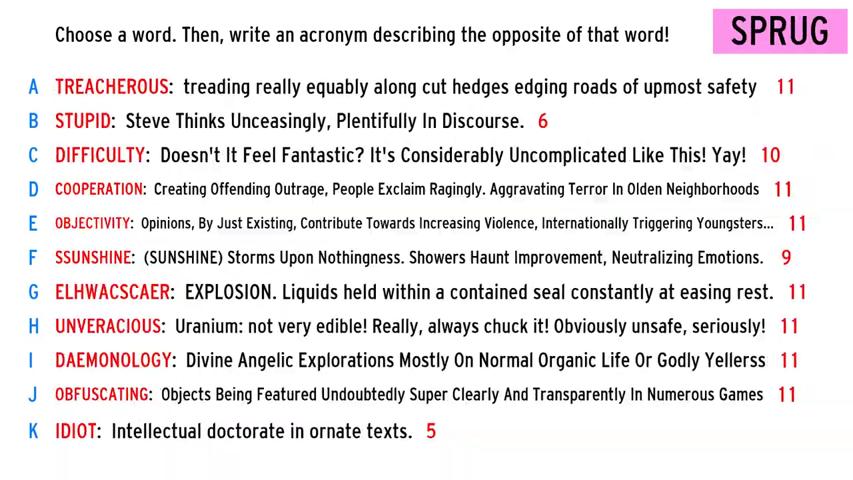 Choose a word. Then, write an acronym describing the opposite of that word!
SPRUG
A TREACHEROUS: treading really equably along cut hedges edging roads of upmost safety 11
B STUPID: Steve Thinks Unceasingly, Plentifully In Discourse. 6
C DIFFICULTY: Doesn't It Feel Fantastic? It's Considerably Uncomplicated Like This! Yay! 10
D COOPERATION: Creating Offending Outrage, People Exclaim Ragingly. Aggravating Terror In Olden Neighborhoods 11
E OBJECTIVITY: Opinions, By Just Existing, Contribute Towards Increasing Violence, Internationally Triggering Youngsters... 11
F SSUNSHINE: (SUNSHINE) Storms Upon Nothingness. Showers Haunt Improvement, Neutralizing Emotions. 9
G ELHWACSCAER: EXPLOSION. Liquids held within a contained seal constantly at easing rest. 11
H UNVERACIOUS: Uranium: not very edible! Really, always chuck it! Obviously unsafe, seriously! 11
I DAEMONOLOGY: Divine Angelic Explorations Mostly On Normal Organic Life Or Godly Yellerss 11
J OBFUSCATING: Objects Being Featured Undoubtedly Super Clearly And Transparently In Numerous Games 11
K IDIOT: Intellectual doctorate in ornate texts. 5